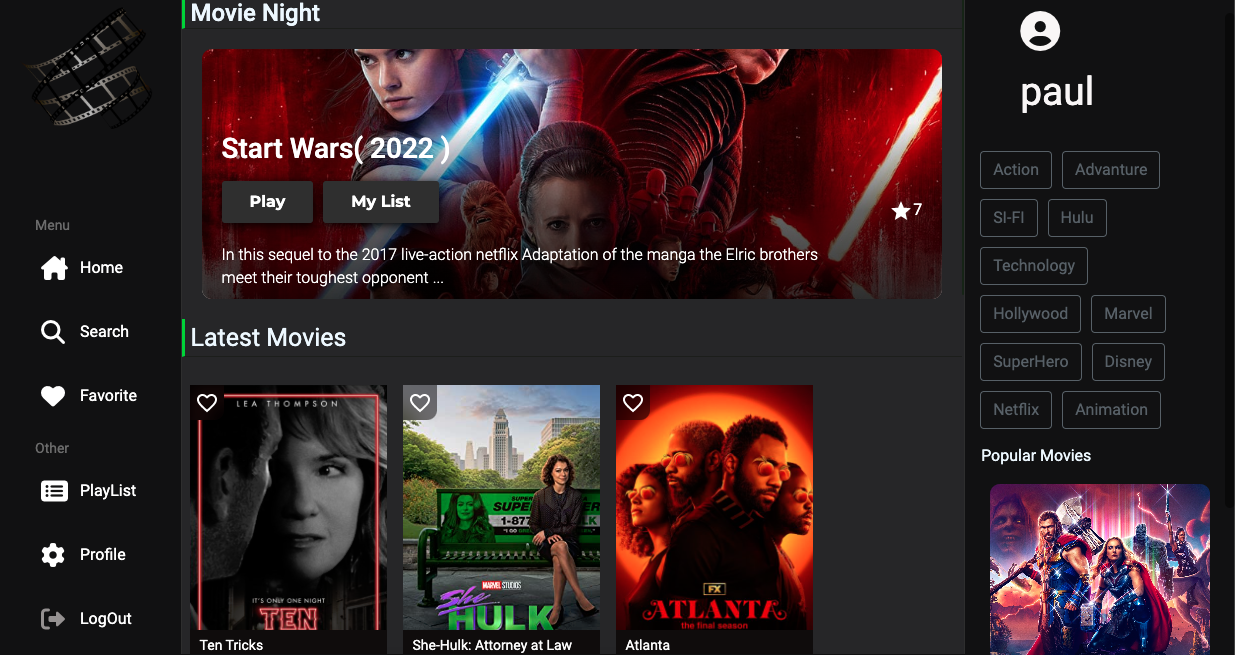 Movie Night
Start Wars( 2022 )
Play
My List
7
In this sequel to the 2017 live-action netflix Adaptation of the manga the Elric brothers
meet their toughest opponent ...
Menu
Home
Search
Favorite
Other
PlayList
Profile
LogOut
Latest Movies
LEA THOMPSON
IT'S ONLY ONE NIGHT
TEN
Ten Tricks
SUPER
1-877
MARVEL STUDIOS
She
HULK
She-Hulk: Attorney at Law
FX
ATLANTA
the final season
Atlanta
paul
Action
Advanture
SI-FI
Hulu
Technology
Hollywood
Marvel
SuperHero
Disney
Netflix
Animation
Popular Movies